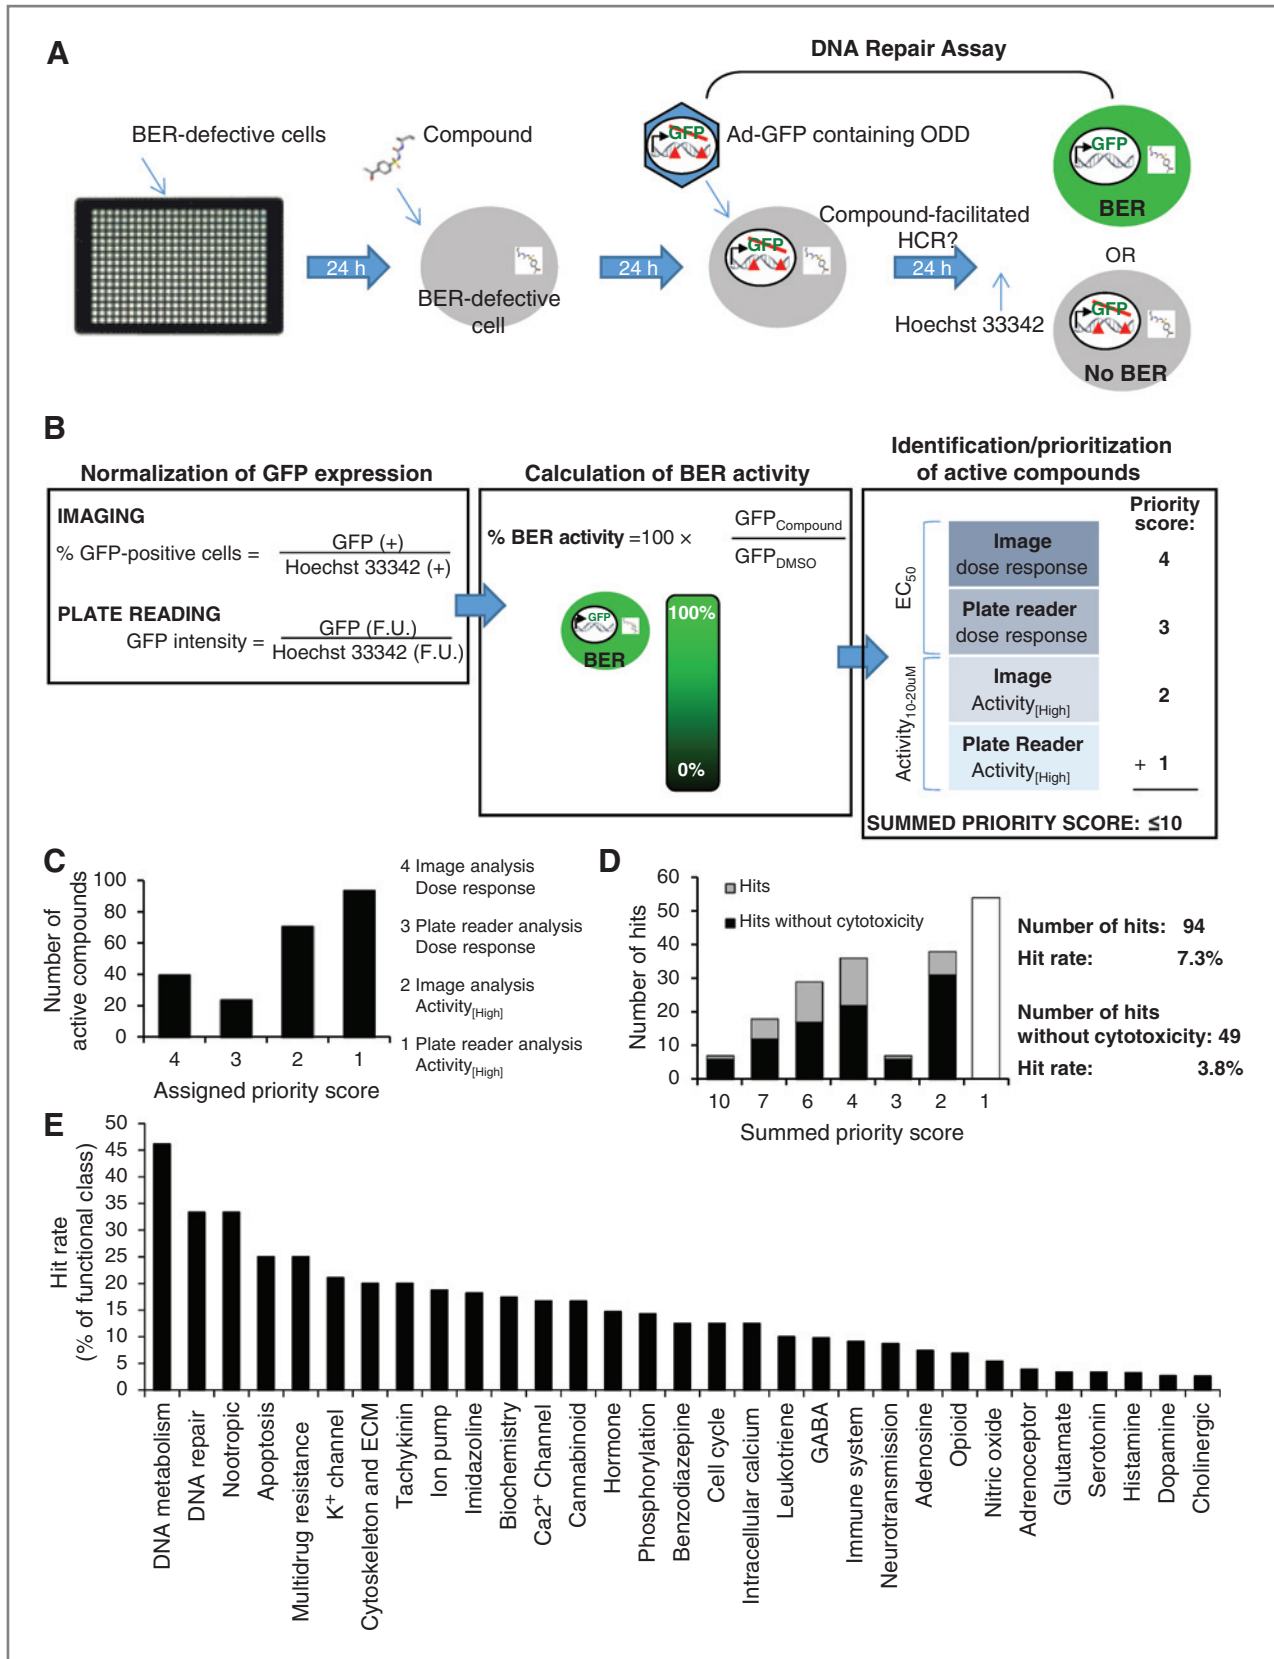 A
DNA Repair Assay
BER-defective cells
Compound
GFP
Ad-GFP containing ODD
GFP
BER
24 h
BER-defective
cell
24 h
GFP
Compound-facilitated
HCR?
24 h
OR
Hoechst 33342
GFP
No BER
B
Normalization of GFP expression
IMAGING
% GFP-positive cells =
GFP (+)
Hoechst 33342 (+)
PLATE READING
GFP intensity =
GFP (F.U.)
Hoechst 33342 (F.U.)
Calculation of BER activity
% BER activity =100 ×
GFPCompound
GFPDMSO
GFP
BER
100%
0%
Identification/prioritization
of active compounds
Priority
score:
EC50
Image
dose response
4
Plate reader
dose response
3
Activity10-20uM
Image
Activity[High]
2
Plate Reader
Activity[High]
+ 1
SUMMED PRIORITY SCORE: ≤10
C
Number of
active compounds
100
80
60
40
20
0
4 3 2 1
Assigned priority score
4 Image analysis
Dose response
3 Plate reader analysis
Dose response
2 Image analysis
Activity[High]
1 Plate reader analysis
Activity[High]
D
Number of hits
60
50
40
30
20
10
0
Hits
Hits without cytotoxicity
10 7 6 4 3 2 1
Summed priority score
Number of hits: 94
Hit rate: 7.3%
Number of hits
without cytotoxicity: 49
Hit rate: 3.8%
E
Hit rate
(% of functional class)
50
45
40
35
30
25
20
15
10
5
0
DNA metabolism
DNA repair
Nootropic
Apoptosis
Multidrug resistance
K+ channel
Cytoskeleton and ECM
Tachykinin
Ion pump
Imidazoline
Biochemistry
Ca2+ Channel
Cannabinoid
Hormone
Phosphorylation
Benzodiazepine
Cell cycle
Intracellular calcium
Leukotriene
GABA
Immune system
Neurotransmission
Adenosine
Opioid
Nitric oxide
Adrenoceptor
Glutamate
Serotonin
Histamine
Dopamine
Cholinergic